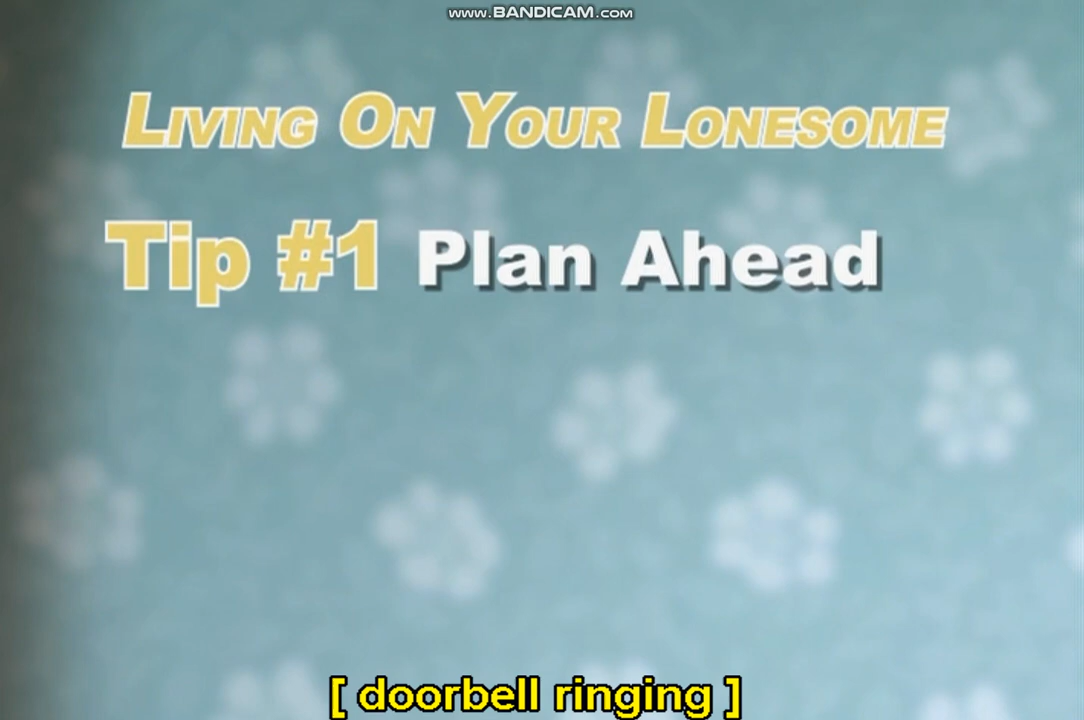 www.BANDICAM.com
LIVING ON YOUR LONESOME
Tip #1 Plan Ahead
[ doorbell ringing ]